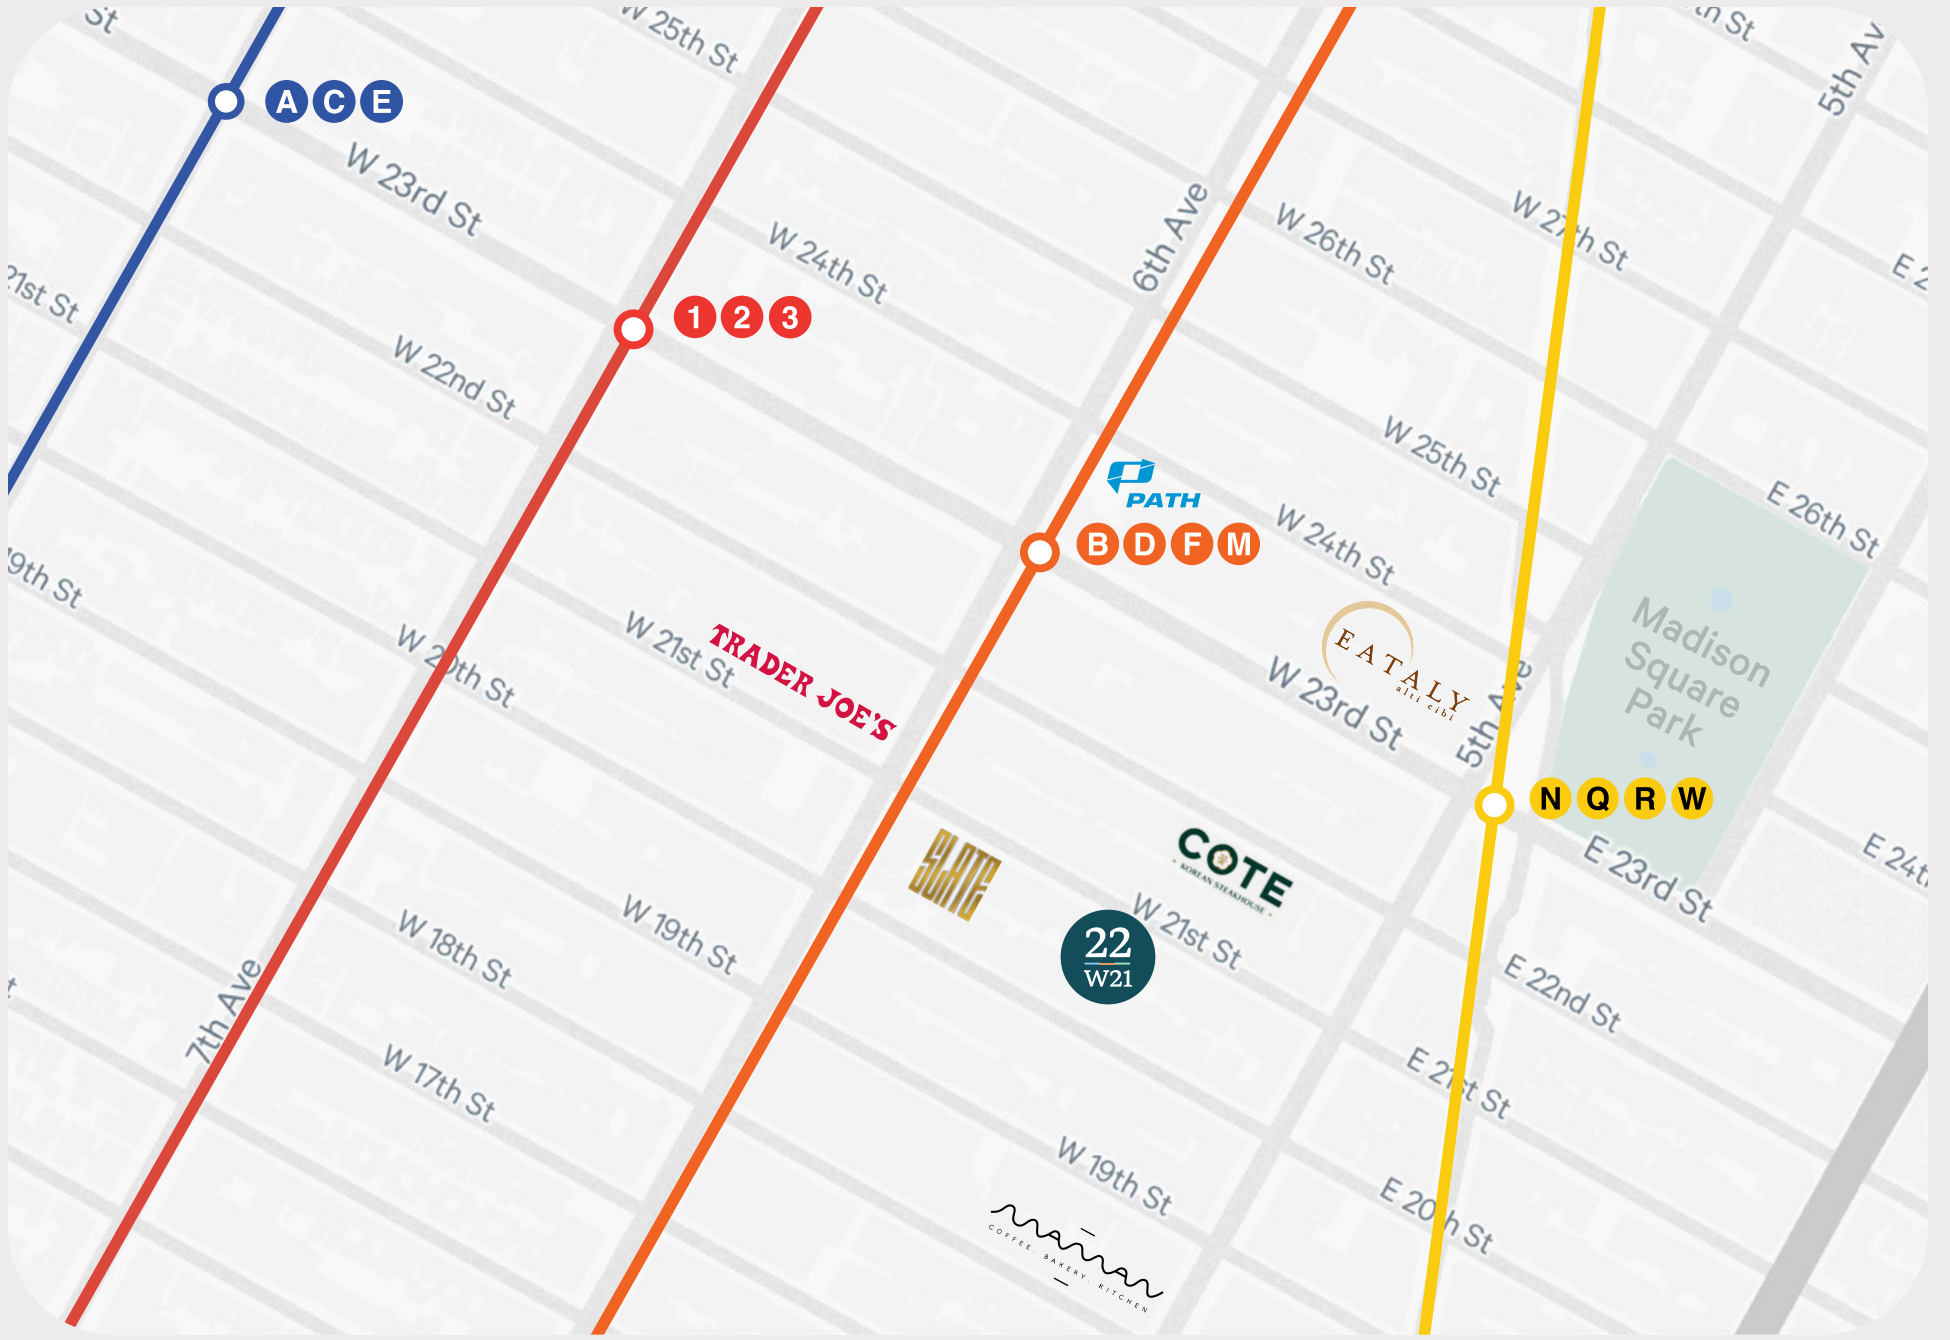 St
W 25th St
th St
5th Av
A C E
W 23rd St
6th Ave
W 24th St
W 26th St
W 27th St
E 2
21st St
1 2 3
W 22nd St
W 25th St
PATH
B D F M
W 24th St
E 26th St
9th St
W 20th St
W 21st St
TRADER JOE'S
EATALY
alti cibi
W 23rd St
5th Ave
Madison
Square
Park
N Q R W
E 23rd St
E 24t
SLATE
COTE
KOREAN STEAKHOUSE
22
W21
W 21st St
W 19th St
W 18th St
7th Ave
E 22nd St
W 17th St
E 21st St
W 19th St
E 20th St
MAMAN
COFFEE. BAKERY. KITCHEN